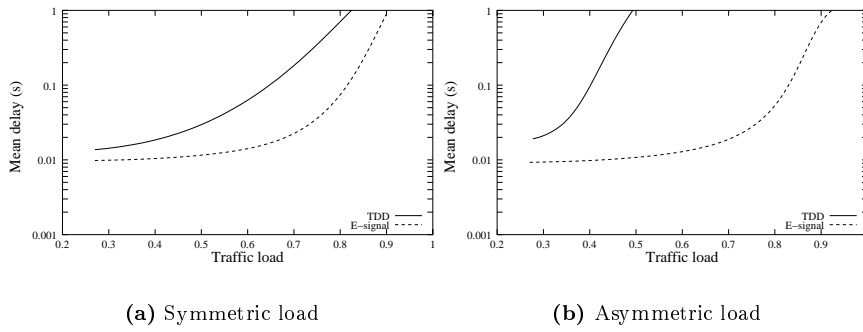 1
0.1
0.01
0.001
Mean delay (s)
0.2 0.3 0.4 0.5 0.6 0.7 0.8 0.9 1
Traffic load
TDD
E-signal
(a) Symmetric load
1
0.1
0.01
0.001
Mean delay (s)
0.2 0.3 0.4 0.5 0.6 0.7 0.8 0.9
Traffic load
TDD
E-signal
(b) Asymmetric load